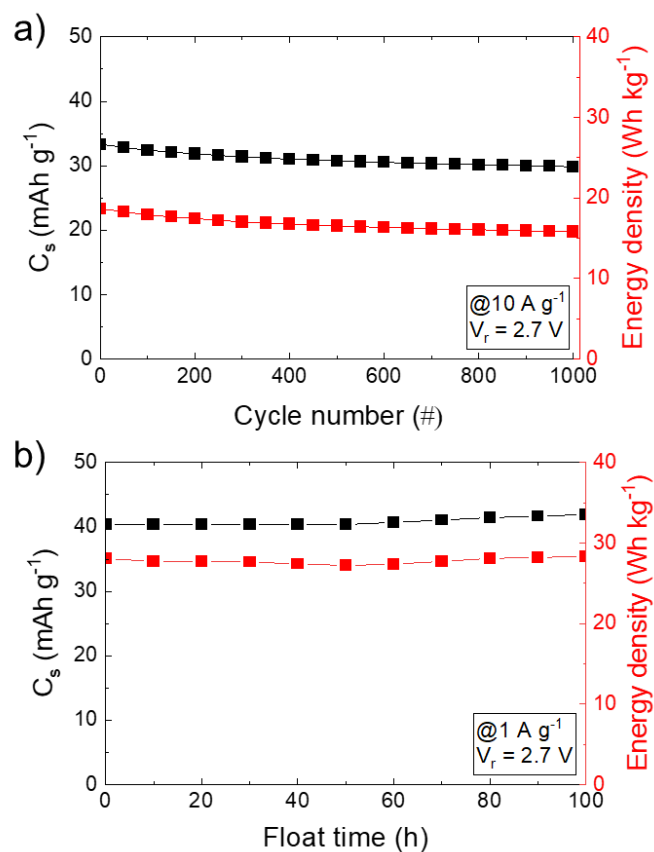 a)
50
40
30
20
10
0
C_s (mAh g⁻¹)
40
30
20
10
0
Energy density (Wh kg⁻¹)
@10 A g⁻¹
V_r = 2.7 V
0 200 400 600 800 1000
Cycle number (#)
b)
50
40
30
20
10
0
C_s (mAh g⁻¹)
40
30
20
10
0
Energy density (Wh kg⁻¹)
@1 A g⁻¹
V_r = 2.7 V
0 20 40 60 80 100
Float time (h)